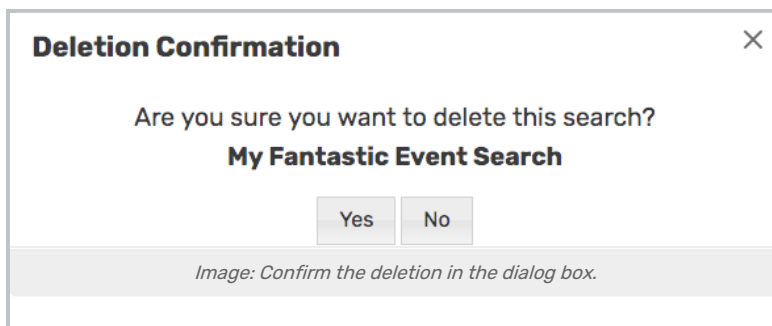 Deletion Confirmation
Are you sure you want to delete this search?
My Fantastic Event Search
Yes No
Image: Confirm the deletion in the dialog box.